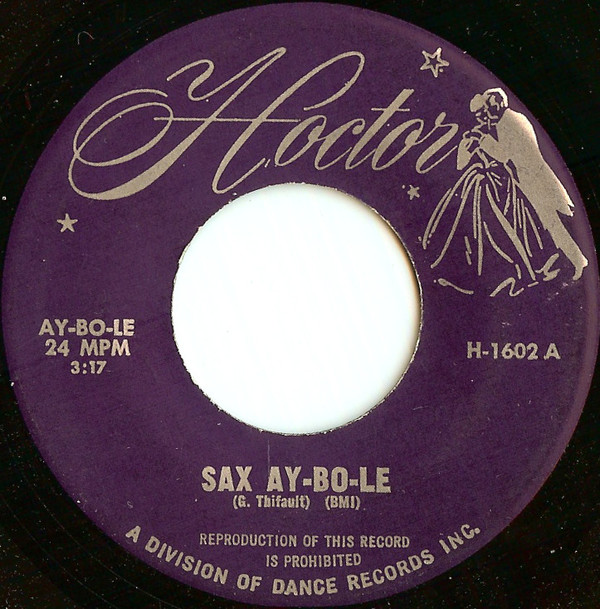 Hoctor
AY-BO-LE
24 MPM
3:17
H-1602 A
SAX AY-BO-LE
(G. Thifault) (BMI)
REPRODUCTION OF THIS RECORD
IS PROHIBITED
A DIVISION OF DANCE RECORDS INC.